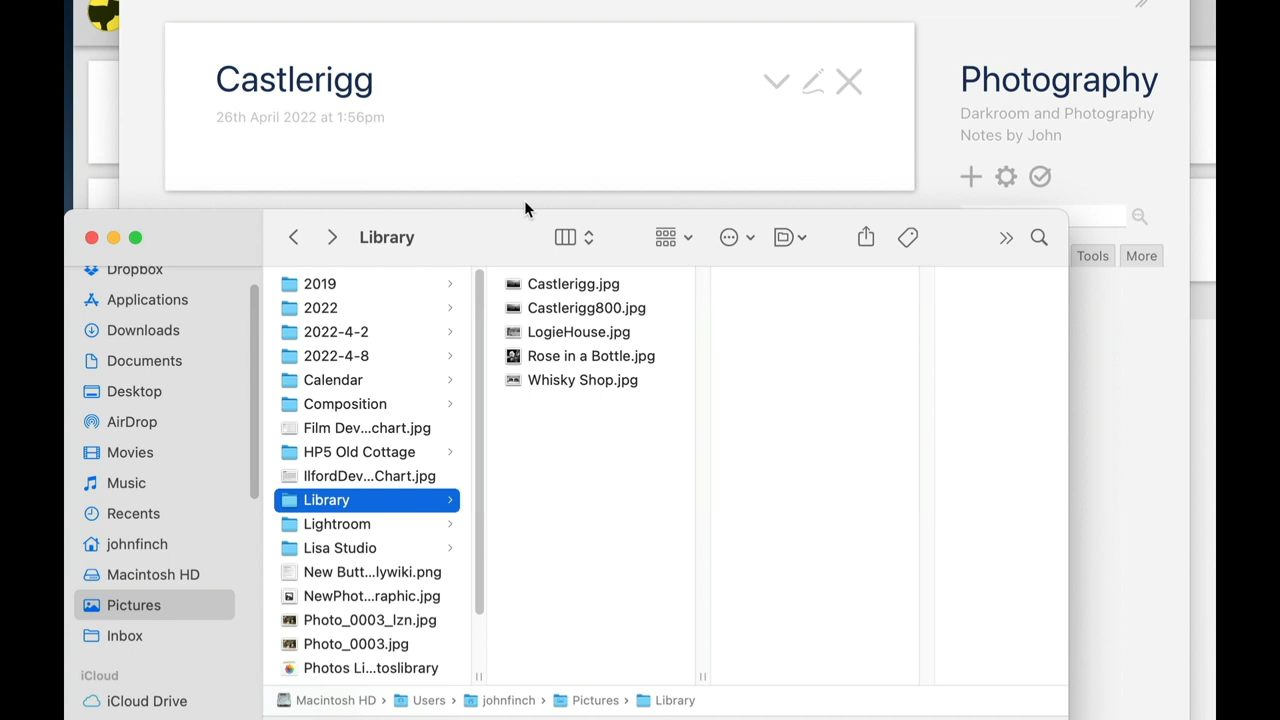 Castlerigg
26th April 2022 at 1:56pm
Photography
Darkroom and Photography
Notes by John
Tools
More
Library
Dropbox
Applications
Downloads
Documents
Desktop
AirDrop
Movies
Music
Recents
johnfinch
Macintosh HD
Pictures
Inbox
iCloud
iCloud Drive
2019
2022
2022-4-2
2022-4-8
Calendar
Composition
Film Dev...chart.jpg
HP5 Old Cottage
IlfordDev...Chart.jpg
Library
Lightroom
Lisa Studio
New Butt...lywiki.png
NewPhot...raphic.jpg
Photo_0003_lzn.jpg
Photo_0003.jpg
Photos Li...toslibrary
Castlerigg.jpg
Castlerigg800.jpg
LogieHouse.jpg
Rose in a Bottle.jpg
Whisky Shop.jpg
Macintosh HD › Users › johnfinch › Pictures › Library